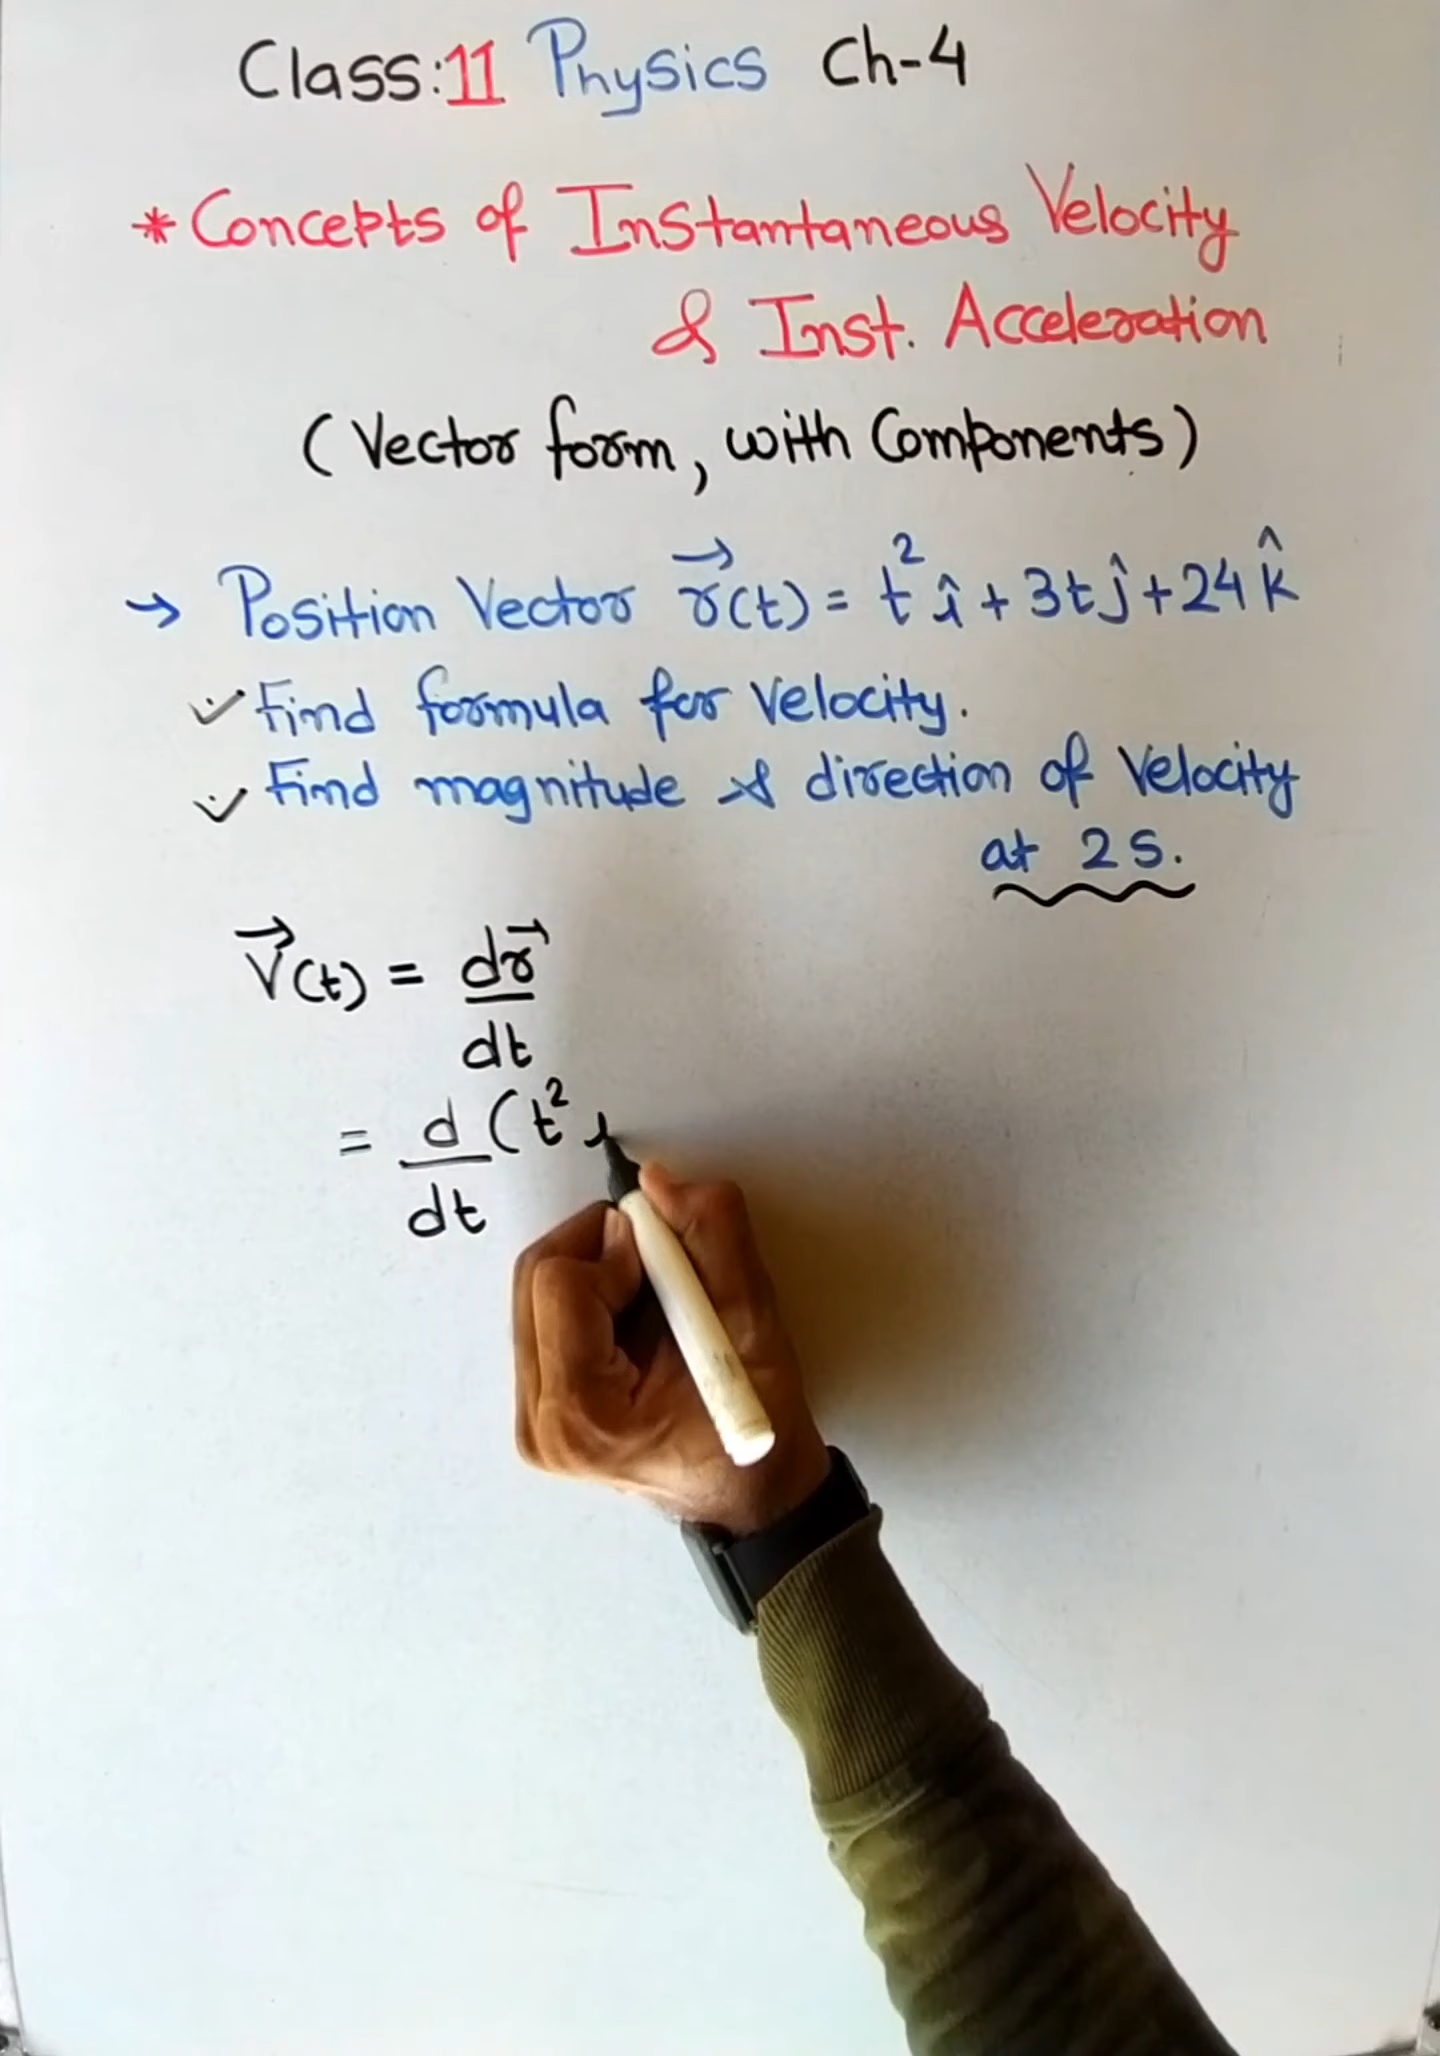 Class:11 Physics Ch-4
* Concepts of Instantaneous Velocity
& Inst. Acceleration
(Vector form, with Components)
→ Position Vector r⃗(t) = t² î + 3t ĵ + 24 k̂
✓ Find formula for Velocity.
✓ Find magnitude & direction of Velocity
at 2 s.
V⃗(t) = dr⃗/dt
= d/dt (t² i